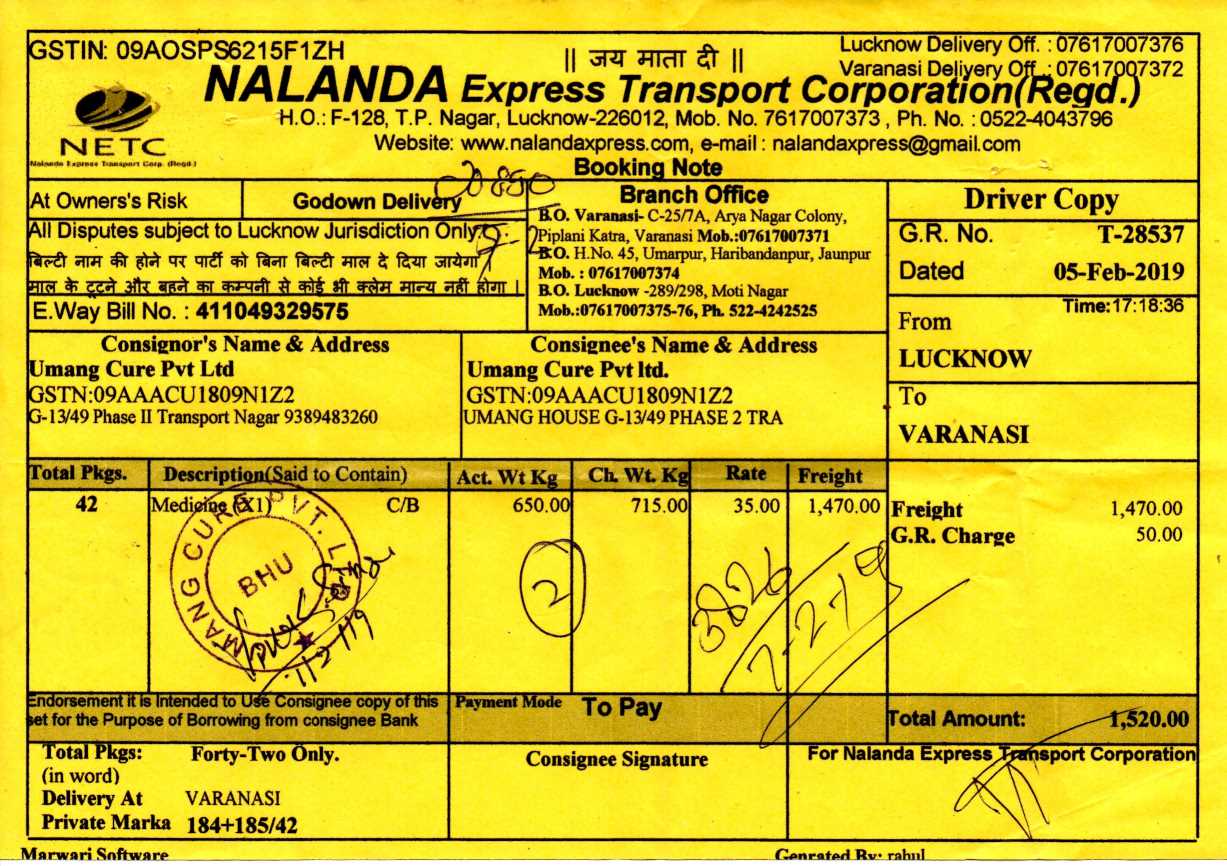 GSTIN: 09AOSPS6215F1ZH
|| जय माता दी ||
Lucknow Delivery Off. : 07617007376
Varanasi Delivery Off. : 07617007372
NALANDA Express Transport Corporation(Regd.)
H.O.: F-128, T.P. Nagar, Lucknow-226012, Mob. No. 7617007373 , Ph. No. : 0522-4043796
NETC
Nalanda Express Transport Corp. (Regd.)
Website: www.nalandaxpress.com, e-mail : nalandaxpress@gmail.com
Booking Note
At Owner's Risk
Godown Delivery
All Disputes subject to Lucknow Jurisdiction Only.
बिल्टी नाम की होने पर पार्टी को बिना बिल्टी माल दे दिया जायेगा।
माल के टूटने और बहने का कम्पनी से कोई भी क्लेम मान्य नहीं होगा।
E.Way Bill No. : 411049329575
Branch Office
B.O. Varanasi- C-25/7A, Arya Nagar Colony,
Piplani Katra, Varanasi Mob.:07617007371
B.O. H.No. 45, Umarpur, Haribandanpur, Jaunpur
Mob. : 07617007374
B.O. Lucknow -289/298, Moti Nagar
Mob.:07617007375-76, Ph. 522-4242525
Driver Copy
G.R. No. T-28537
Dated 05-Feb-2019
Time:17:18:36
From
LUCKNOW
To
VARANASI
Consignor's Name & Address
Umang Cure Pvt Ltd
GSTN:09AAACU1809N1Z2
G-13/49 Phase II Transport Nagar 9389483260
Consignee's Name & Address
Umang Cure Pvt ltd.
GSTN:09AAACU1809N1Z2
UMANG HOUSE G-13/49 PHASE 2 TRA
Total Pkgs. Description(Said to Contain) Act. Wt Kg Ch. Wt. Kg Rate Freight
42 Medicine (X1) C/B 650.00 715.00 35.00 1,470.00
Freight 1,470.00
G.R. Charge 50.00
UMANG CURE PVT. LTD.
BHU
11/2/19
2
3826
7-2-19
Endorsement it is Intended to Use Consignee copy of this
set for the Purpose of Borrowing from consignee Bank
Payment Mode To Pay
Total Amount: 1,520.00
Total Pkgs: Forty-Two Only.
(in word)
Delivery At VARANASI
Private Marka 184+185/42
Consignee Signature
For Nalanda Express Transport Corporation
Marwari Software
Genrated By: rahul